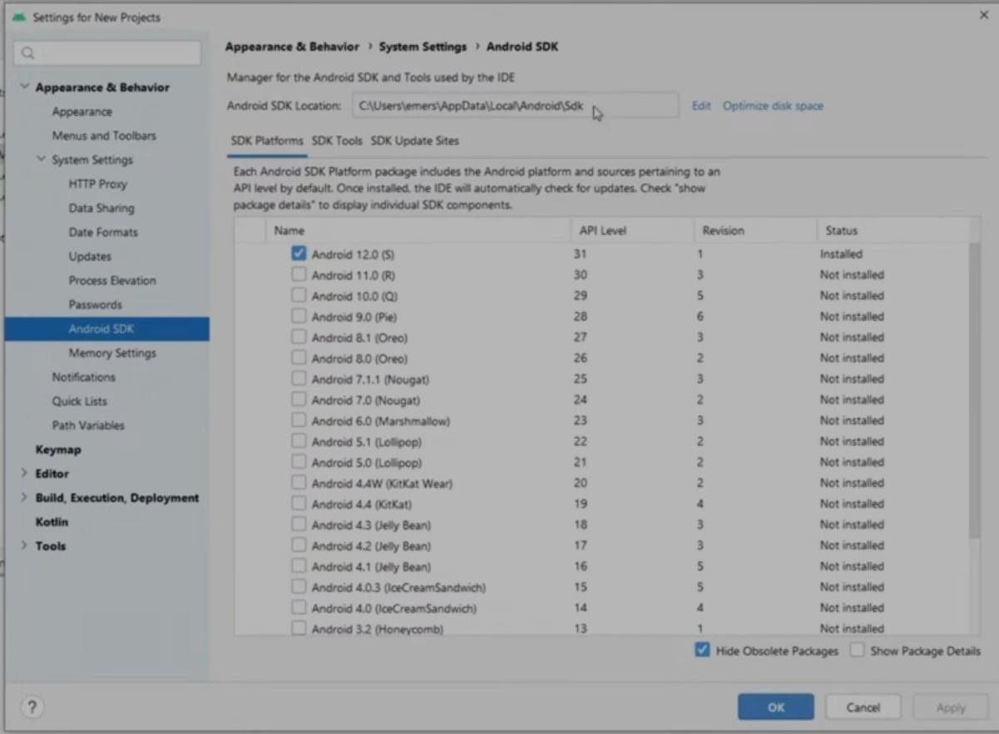 Settings for New Projects
Appearance & Behavior › System Settings › Android SDK
Appearance & Behavior
Appearance
Menus and Toolbars
System Settings
HTTP Proxy
Data Sharing
Date Formats
Updates
Process Elevation
Passwords
Android SDK
Memory Settings
Notifications
Quick Lists
Path Variables
Keymap
Editor
Build, Execution, Deployment
Kotlin
Tools
Manager for the Android SDK and Tools used by the IDE
Android SDK Location: C:\Users\emers\AppData\Local\Android\Sdk Edit Optimize disk space
SDK Platforms SDK Tools SDK Update Sites
Each Android SDK Platform package includes the Android platform and sources pertaining to an
API level by default. Once installed, the IDE will automatically check for updates. Check "show
package details" to display individual SDK components.
Name API Level Revision Status
Android 12.0 (S) 31 1 Installed
Android 11.0 (R) 30 3 Not installed
Android 10.0 (Q) 29 5 Not installed
Android 9.0 (Pie) 28 6 Not installed
Android 8.1 (Oreo) 27 3 Not installed
Android 8.0 (Oreo) 26 2 Not installed
Android 7.1.1 (Nougat) 25 3 Not installed
Android 7.0 (Nougat) 24 2 Not installed
Android 6.0 (Marshmallow) 23 3 Not installed
Android 5.1 (Lollipop) 22 2 Not installed
Android 5.0 (Lollipop) 21 2 Not installed
Android 4.4W (KitKat Wear) 20 2 Not installed
Android 4.4 (KitKat) 19 4 Not installed
Android 4.3 (Jelly Bean) 18 3 Not installed
Android 4.2 (Jelly Bean) 17 3 Not installed
Android 4.1 (Jelly Bean) 16 5 Not installed
Android 4.0.3 (IceCreamSandwich) 15 5 Not installed
Android 4.0 (IceCreamSandwich) 14 4 Not installed
Android 3.2 (Honeycomb) 13 1 Not installed
Hide Obsolete Packages Show Package Details
? OK Cancel Apply